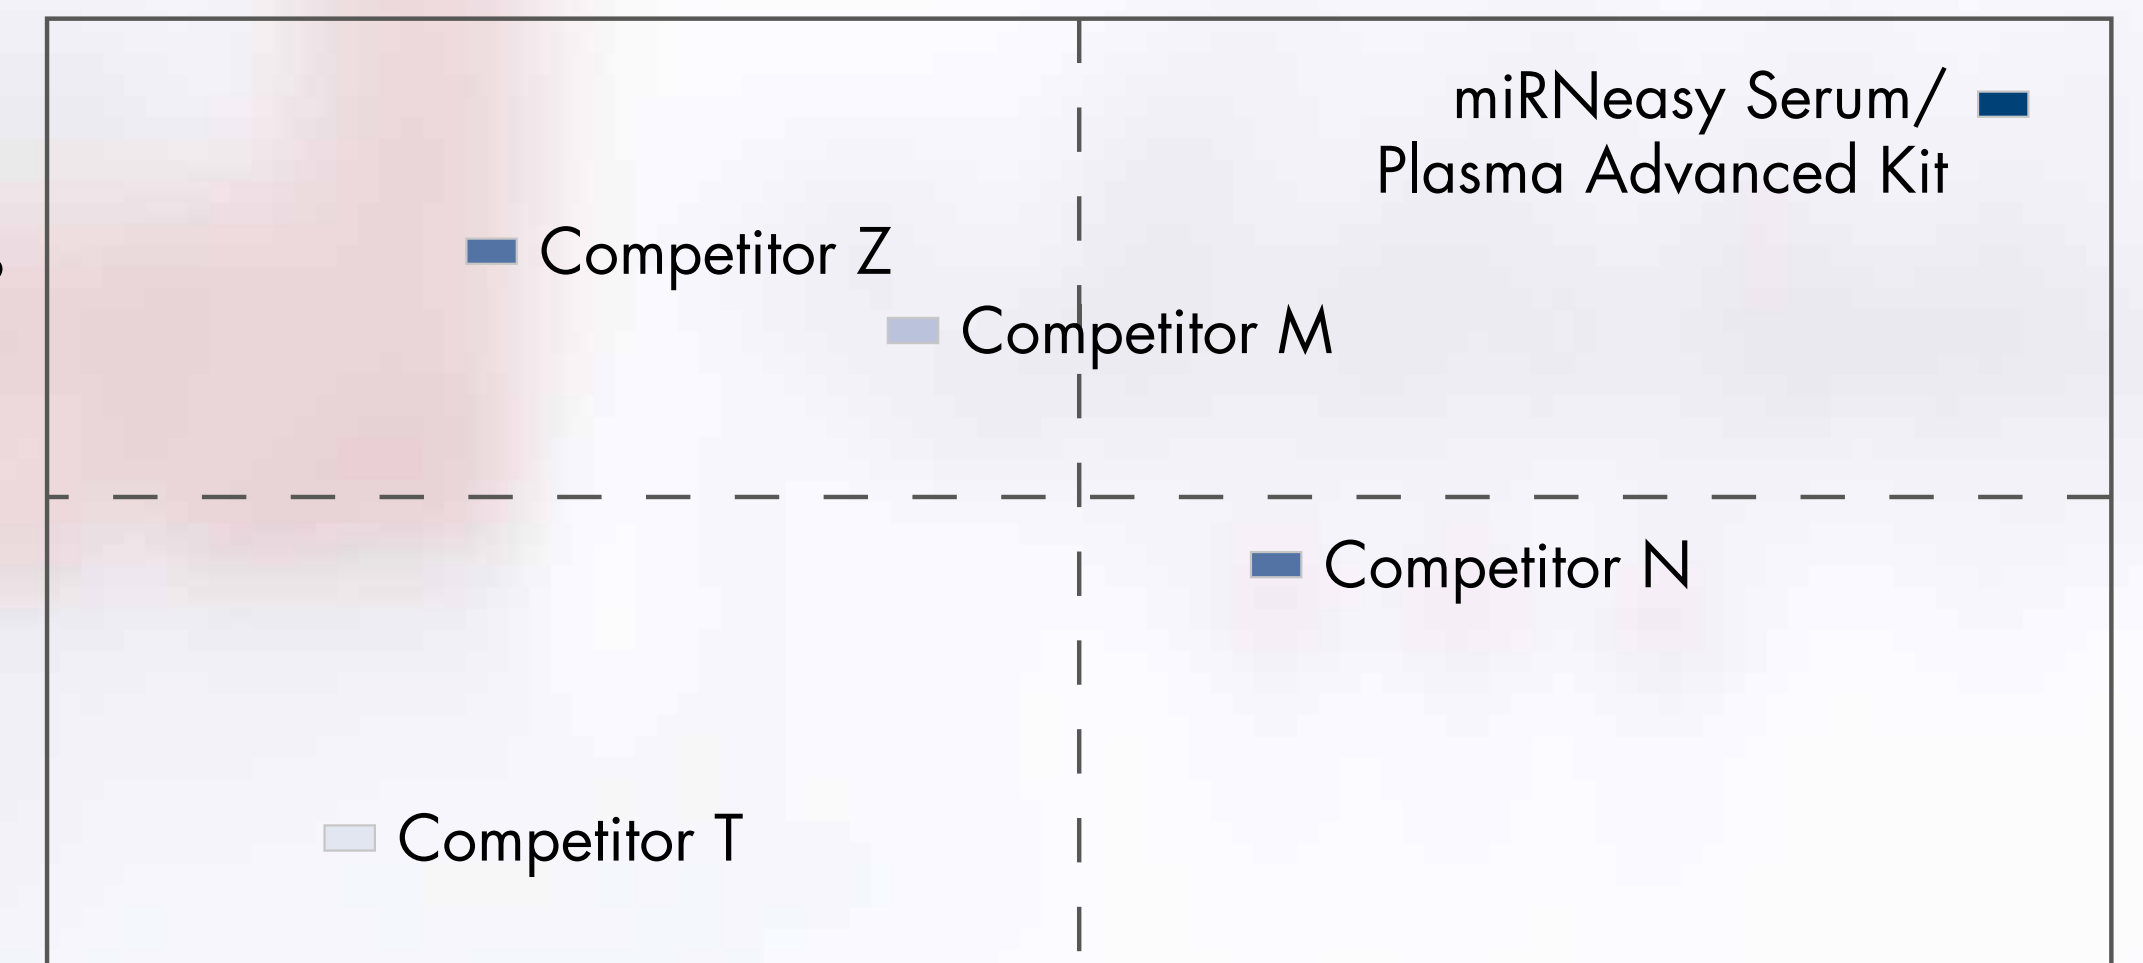 miRNeasy Serum/
Plasma Advanced Kit
Competitor Z
Competitor M
Competitor N
Competitor T